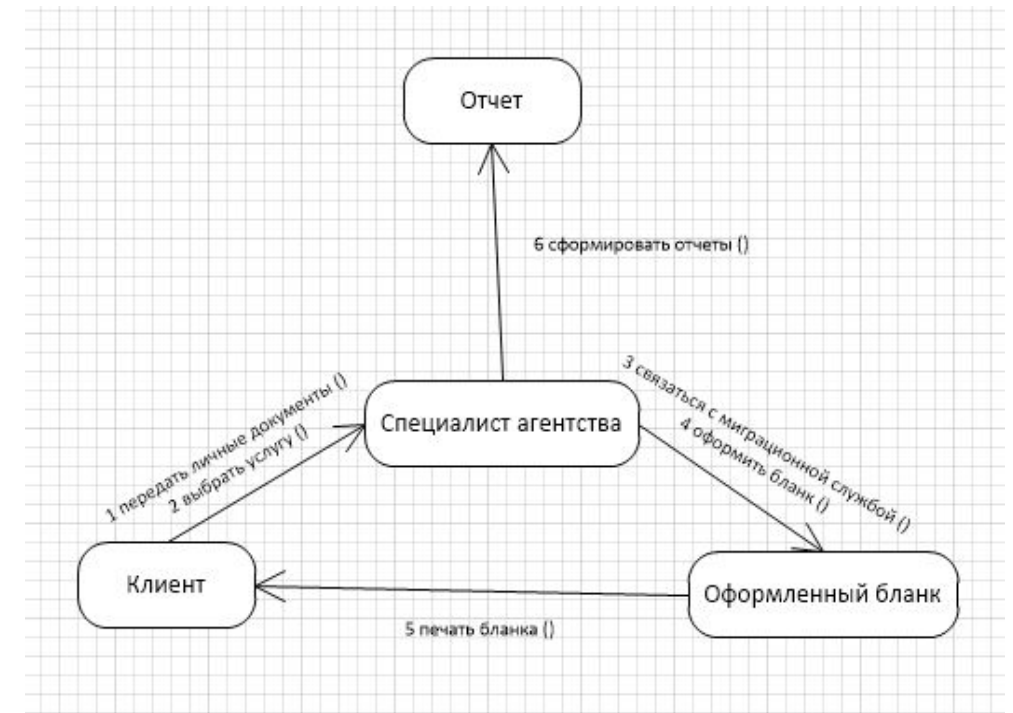 Отчет
6 сформировать отчеты ()
Специалист агентства
1 передать личные документы ()
2 выбрать услугу ()
3 связаться с миграционной службой ()
4 оформить бланк ()
Клиент
Оформленный бланк
5 печать бланка ()